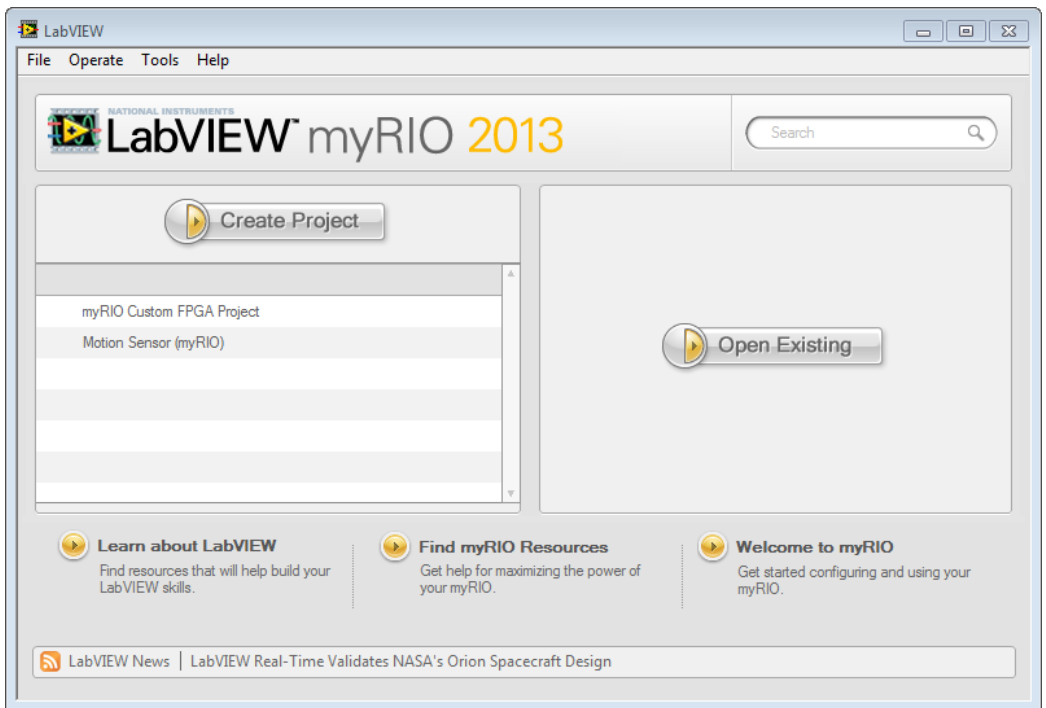 LabVIEW
File Operate Tools Help
NATIONAL INSTRUMENTS
LabVIEW™ myRIO 2013
Search
Create Project
myRIO Custom FPGA Project
Motion Sensor (myRIO)
Open Existing
Learn about LabVIEW
Find resources that will help build your
LabVIEW skills.
Find myRIO Resources
Get help for maximizing the power of
your myRIO.
Welcome to myRIO
Get started configuring and using your
myRIO.
LabVIEW News | LabVIEW Real-Time Validates NASA's Orion Spacecraft Design